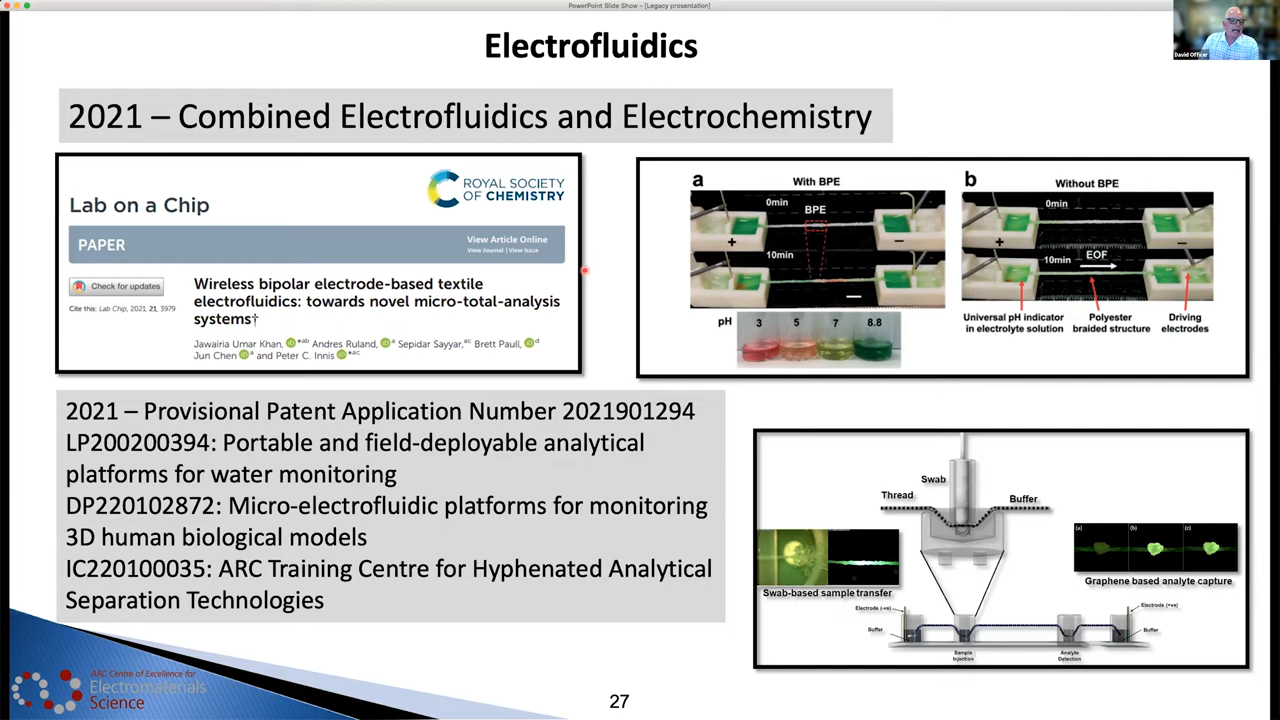 PowerPoint Slide Show – [Legacy presentation]
David Officer
Electrofluidics
2021 – Combined Electrofluidics and Electrochemistry
ROYAL SOCIETY
OF CHEMISTRY
Lab on a Chip
PAPER
View Article Online
View Journal | View Issue
Check for updates
Cite this: Lab Chip, 2021, 21, 3979
Wireless bipolar electrode-based textile
electrofluidics: towards novel micro-total-analysis
systems†
Jawairia Umar Khan, *ab Andres Ruland, a Sepidar Sayyar,ac Brett Paull, d
Jun Chen a and Peter C. Innis *ac
a
With BPE
0min
BPE
+
–
10min
pH
3
5
7
8.8
b
Without BPE
0min
+
–
10min
EOF
Universal pH indicator
in electrolyte solution
Polyester
braided structure
Driving
electrodes
2021 – Provisional Patent Application Number 2021901294
LP200200394: Portable and field-deployable analytical
platforms for water monitoring
DP220102872: Micro-electrofluidic platforms for monitoring
3D human biological models
IC220100035: ARC Training Centre for Hyphenated Analytical
Separation Technologies
Swab
Thread
Buffer
Swab-based sample transfer
(a)
(b)
(c)
Graphene based analyte capture
Electrode (-ve)
Electrode (+ve)
Buffer
Buffer
Sample
Injection
Analyte
Detection
ARC Centre of Excellence for
Electromaterials
Science
27